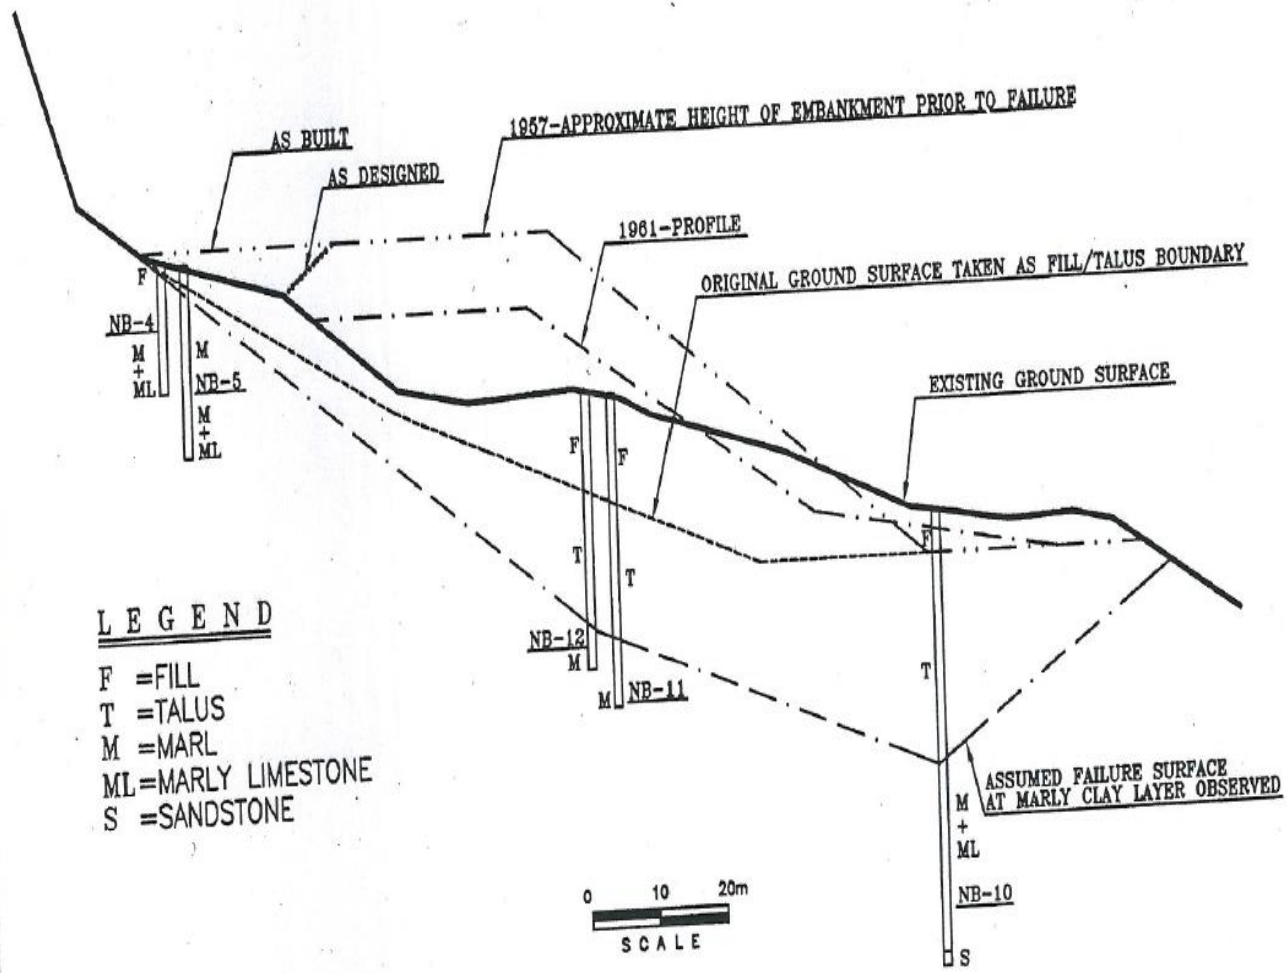 1957-APPROXIMATE HEIGHT OF EMBANKMENT PRIOR TO FAILURE
AS BUILT
AS DESIGNED
1961-PROFILE
ORIGINAL GROUND SURFACE TAKEN AS FILL/TALUS BOUNDARY
F
NB-4
M
+
ML
M
NB-5
M
+
ML
EXISTING GROUND SURFACE
F
F
T
T
NB-12
M
M
NB-11
F
T
M
+
ML
NB-10
S
ASSUMED FAILURE SURFACE
AT MARLY CLAY LAYER OBSERVED
LEGEND
F =FILL
T =TALUS
M =MARL
ML=MARLY LIMESTONE
S =SANDSTONE
0 10 20m
SCALE